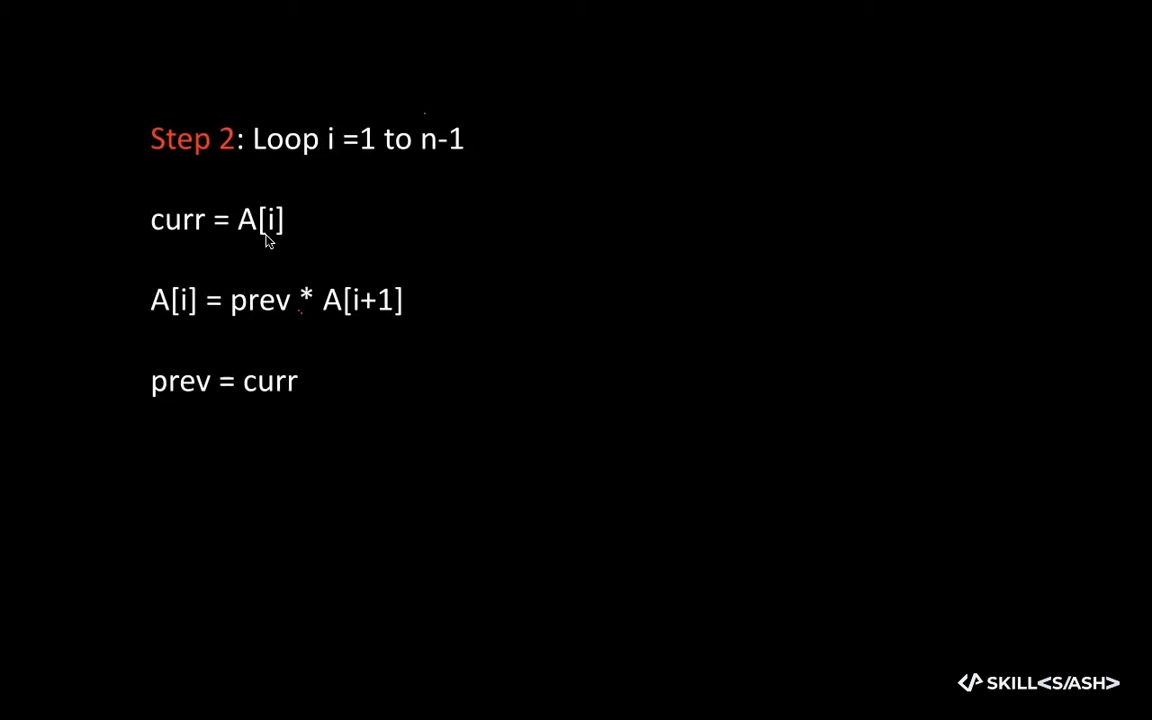 Step 2: Loop i =1 to n-1
curr = A[i]
A[i] = prev * A[i+1]
prev = curr
</> SKILL<S/ASH>